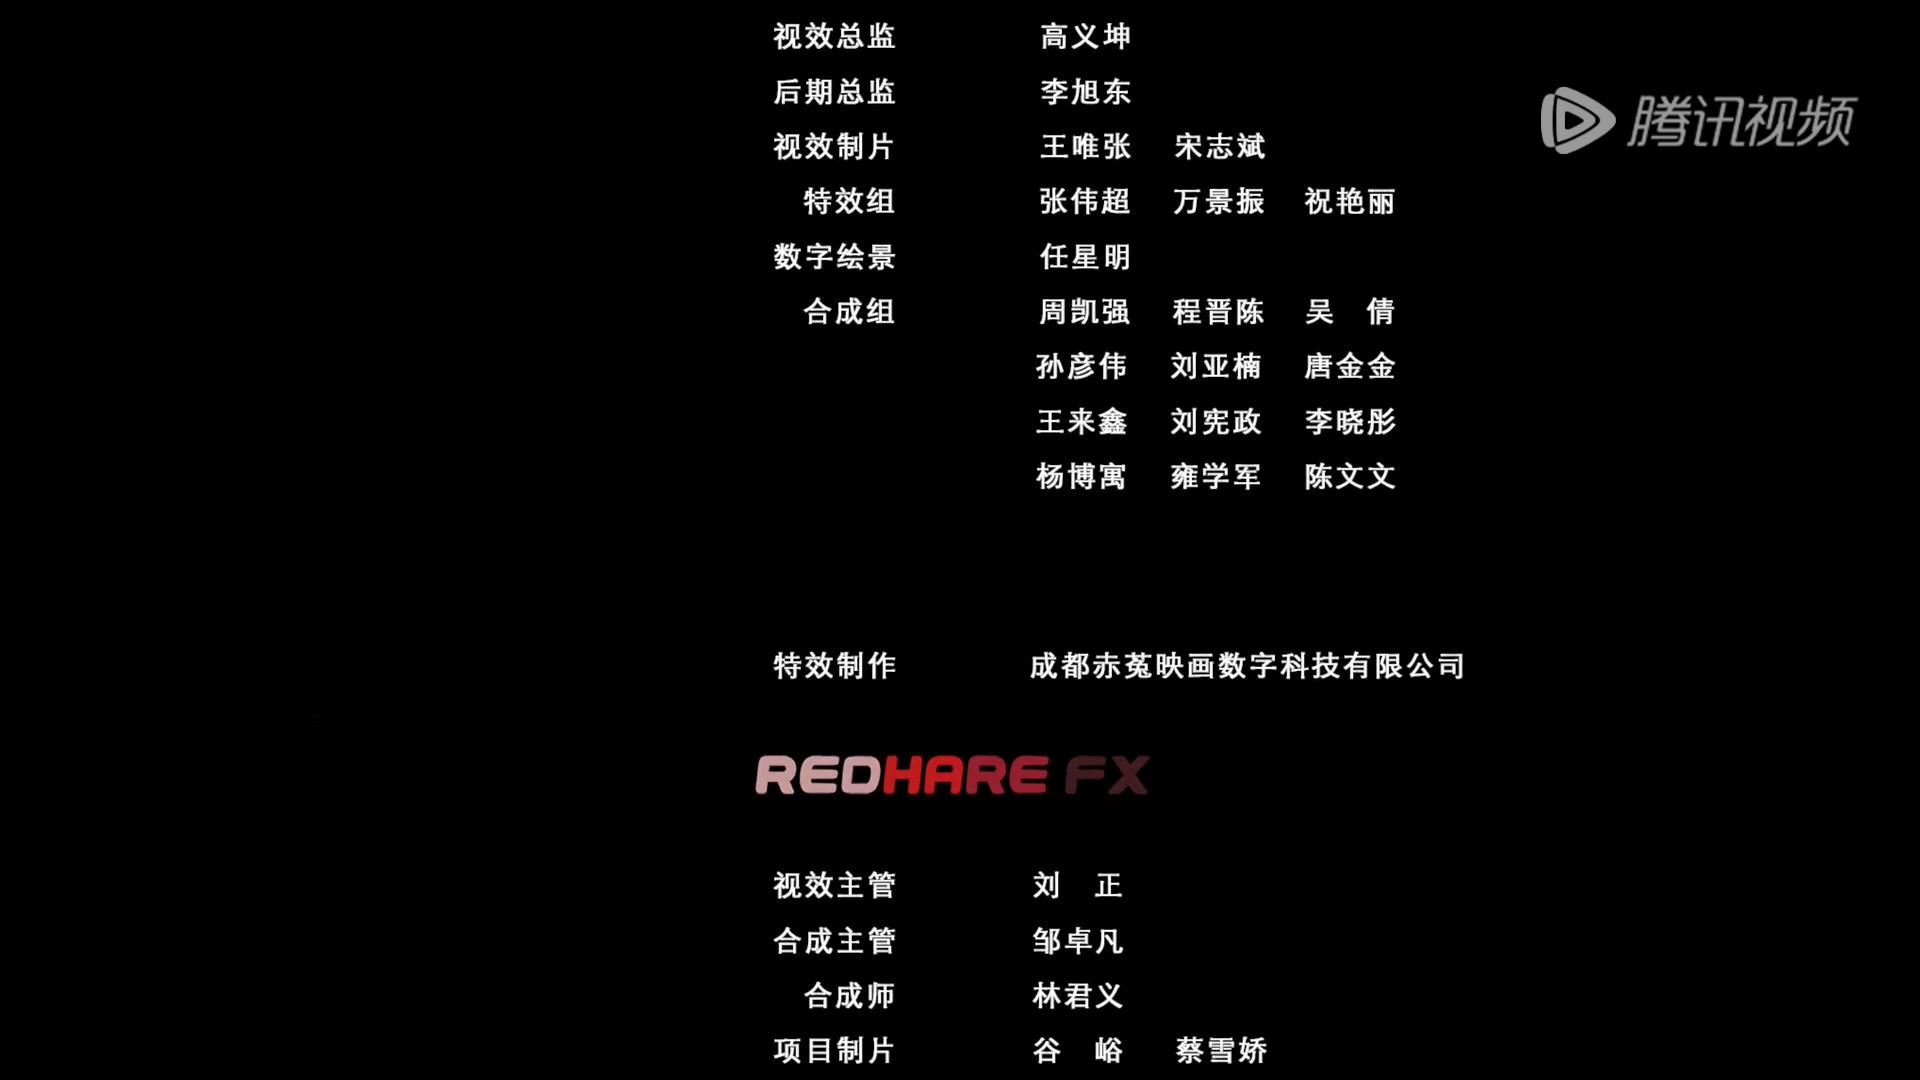 视效总监 高义坤
后期总监 李旭东
腾讯视频
视效制片 王唯张 宋志斌
特效组 张伟超 万景振 祝艳丽
数字绘景 任星明
合成组 周凯强 程晋陈 吴 倩
孙彦伟 刘亚楠 唐金金
王来鑫 刘宪政 李晓彤
杨博寓 雍学军 陈文文
特效制作 成都赤菟映画数字科技有限公司
REDHARE FX
视效主管 刘 正
合成主管 邹卓凡
合成师 林君义
项目制片 谷 峪 蔡雪娇